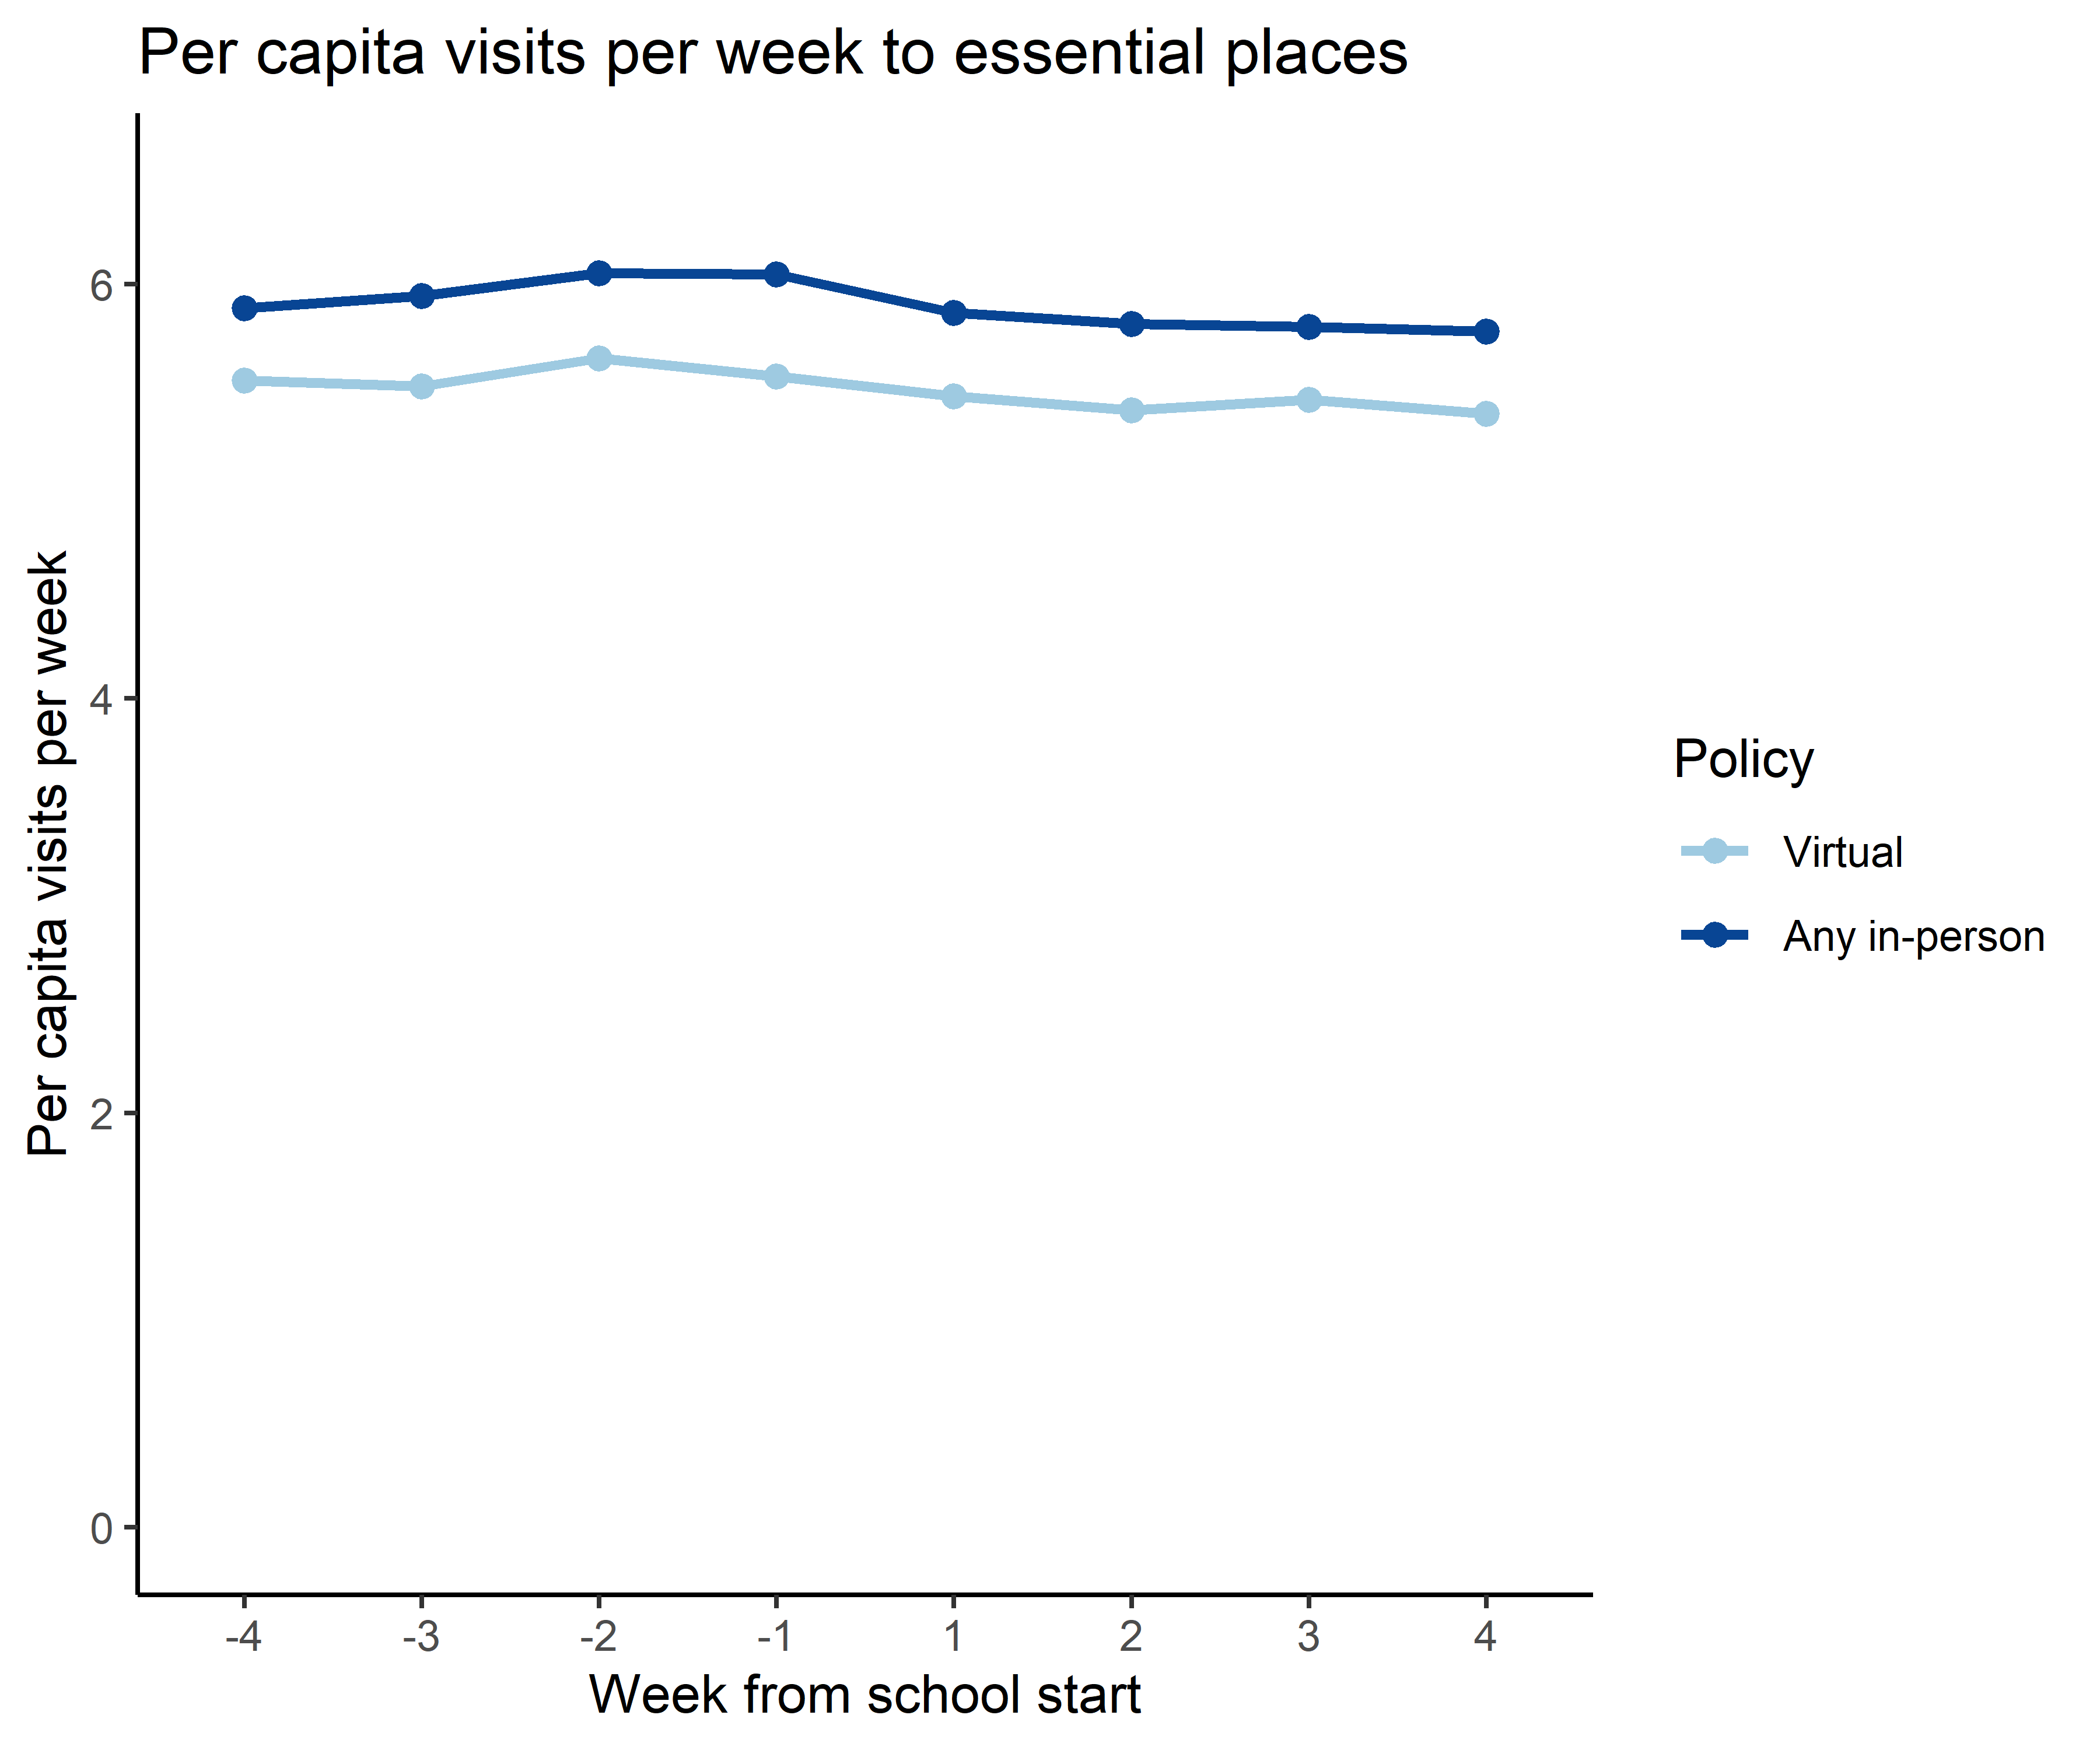 Per capita visits per week to essential places
Per capita visits per week
6
4
2
0
-4 -3 -2 -1 1 2 3 4
Week from school start
Policy
Virtual
Any in-person